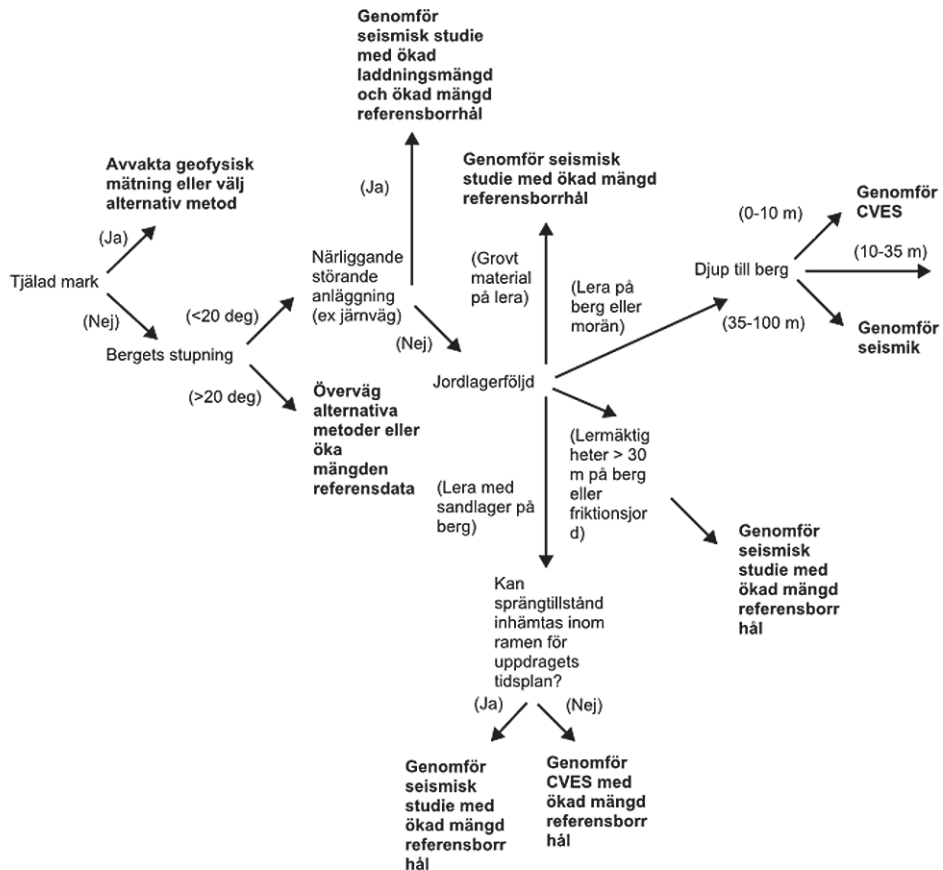 Genomför
seismisk studie
med ökad
laddningsmängd
och ökad mängd
referensborrhål
Avvakta geofysisk
mätning eller välj
alternativ metod
(Ja)
Tjälad mark
(Nej)
Bergets stupning
(<20 deg)
(>20 deg)
Överväg
alternativa
metoder eller
öka
mängden
referensdata
Närliggande
störande
anläggning
(ex järnväg)
(Ja)
(Nej)
Genomför seismisk
studie med ökad mängd
referensborrhål
(Grovt
material
på lera)
Jordlagerföljd
(Lera på
berg eller
morän)
Djup till berg
(0-10 m)
Genomför
CVES
(10-35 m)
(35-100 m)
Genomför
seismik
(Lermäktig
heter > 30
m på berg
eller
friktionsjor
d)
Genomför
seismisk
studie med
ökad mängd
referensborr
hål
(Lera med
sandlager på
berg)
Kan
sprängtillstånd
inhämtas inom
ramen för
uppdragets
tidsplan?
(Ja)
(Nej)
Genomför
seismisk
studie med
ökad mängd
referensborr
hål
Genomför
CVES med
ökad mängd
referensborr
hål